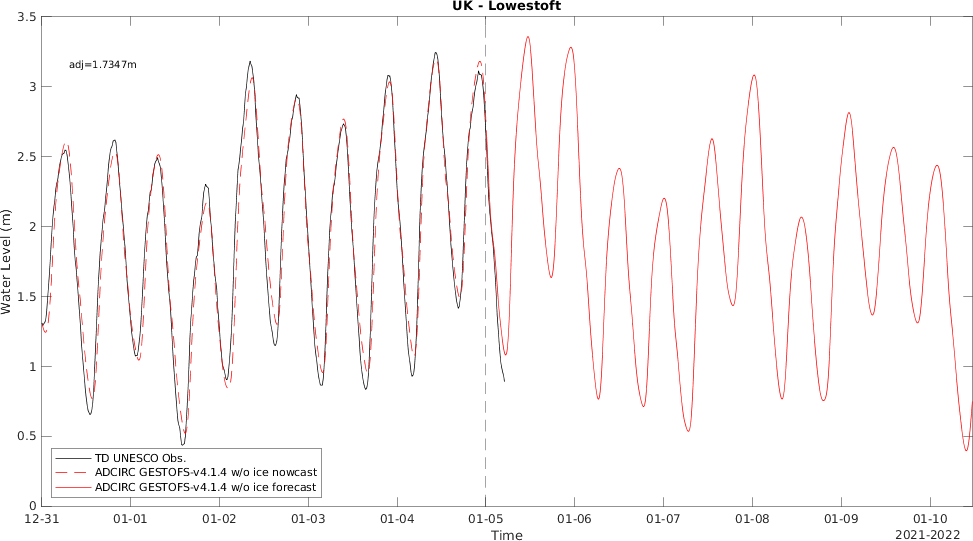 UK - Lowestoft
adj=1.7347m
Water Level (m)
3.5
3
2.5
2
1.5
1
0.5
0
TD UNESCO Obs.
ADCIRC GESTOFS-v4.1.4 w/o ice nowcast
ADCIRC GESTOFS-v4.1.4 w/o ice forecast
12-31 01-01 01-02 01-03 01-04 01-05 01-06 01-07 01-08 01-09 01-10
Time
2021-2022